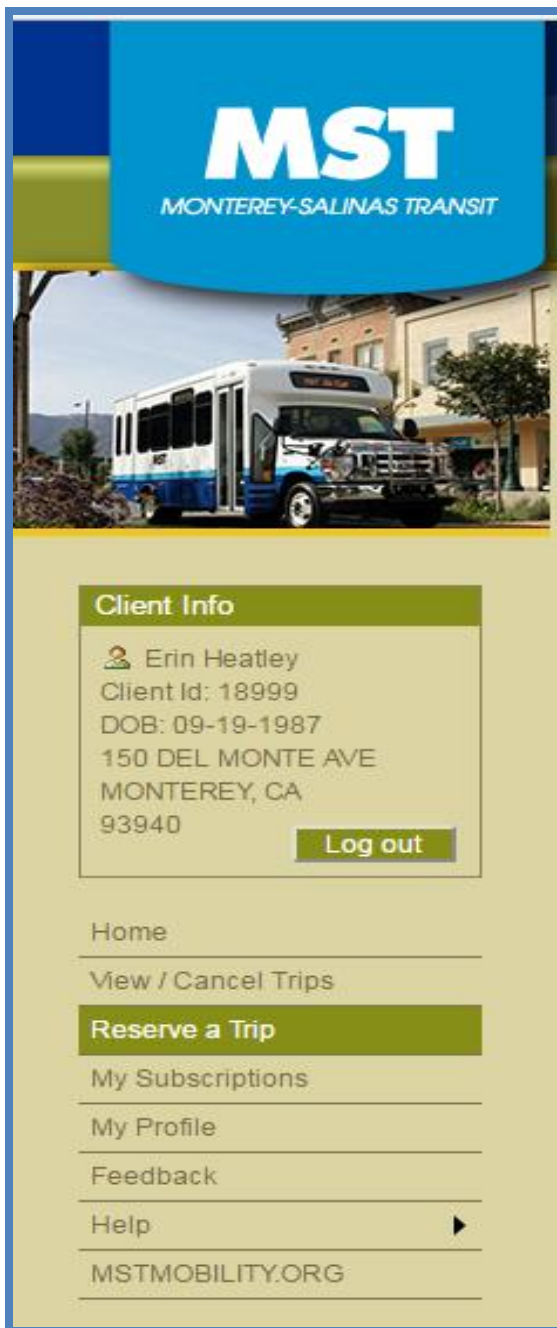 MST
MONTEREY-SALINAS TRANSIT
MST
Client Info
Erin Heatley
Client Id: 18999
DOB: 09-19-1987
150 DEL MONTE AVE
MONTEREY, CA
93940
Log out
Home
View / Cancel Trips
Reserve a Trip
My Subscriptions
My Profile
Feedback
Help
MSTMOBILITY.ORG